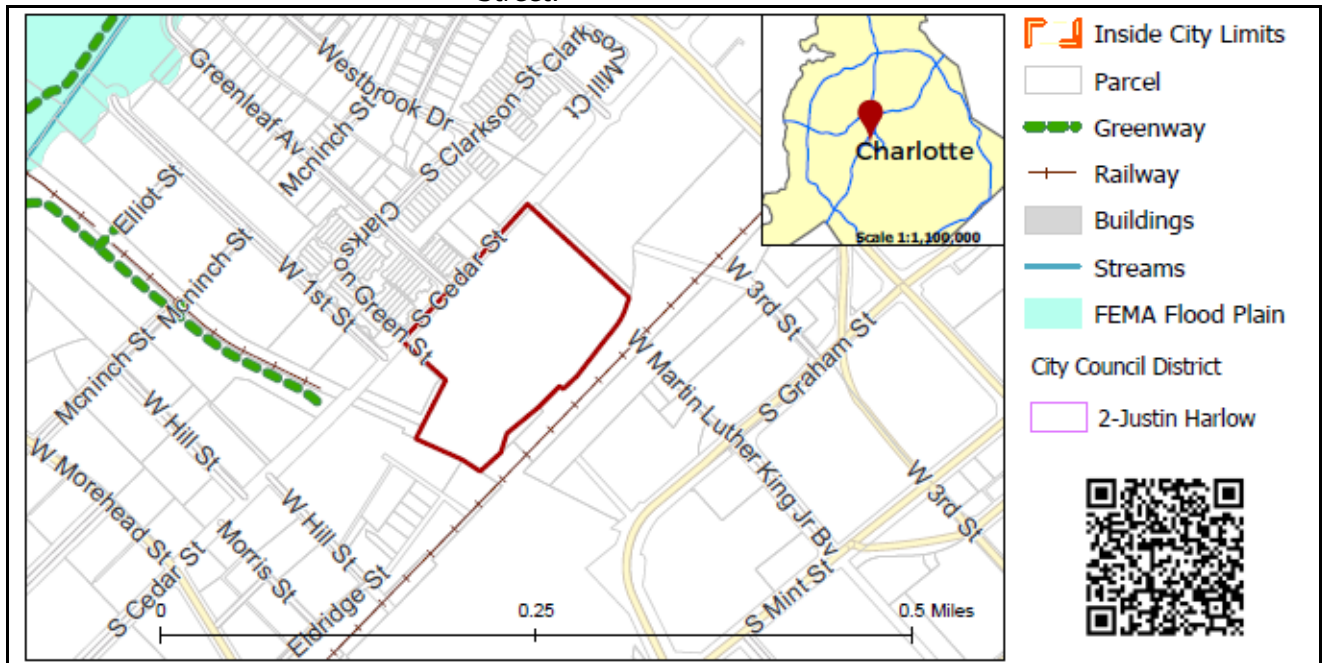 Street.
Westbrook Dr
Greenleaf Av
Mcninch St
S Clarkson St
Clarkson Mill Ct
Elliot St
Mcninch St
Mcninch St
W 1st St
Clarkson Green St
S Cedar St
W 3rd St
S Graham St
W Martin Luther King Jr Bv
W 3rd St
S Mint St
W Hill St
W Hill St
W Morehead St
Morris St
S Cedar St
Eldridge St
0
0.25
0.5 Miles
Charlotte
Scale 1:1,100,000
Inside City Limits
Parcel
Greenway
Railway
Buildings
Streams
FEMA Flood Plain
City Council District
2-Justin Harlow